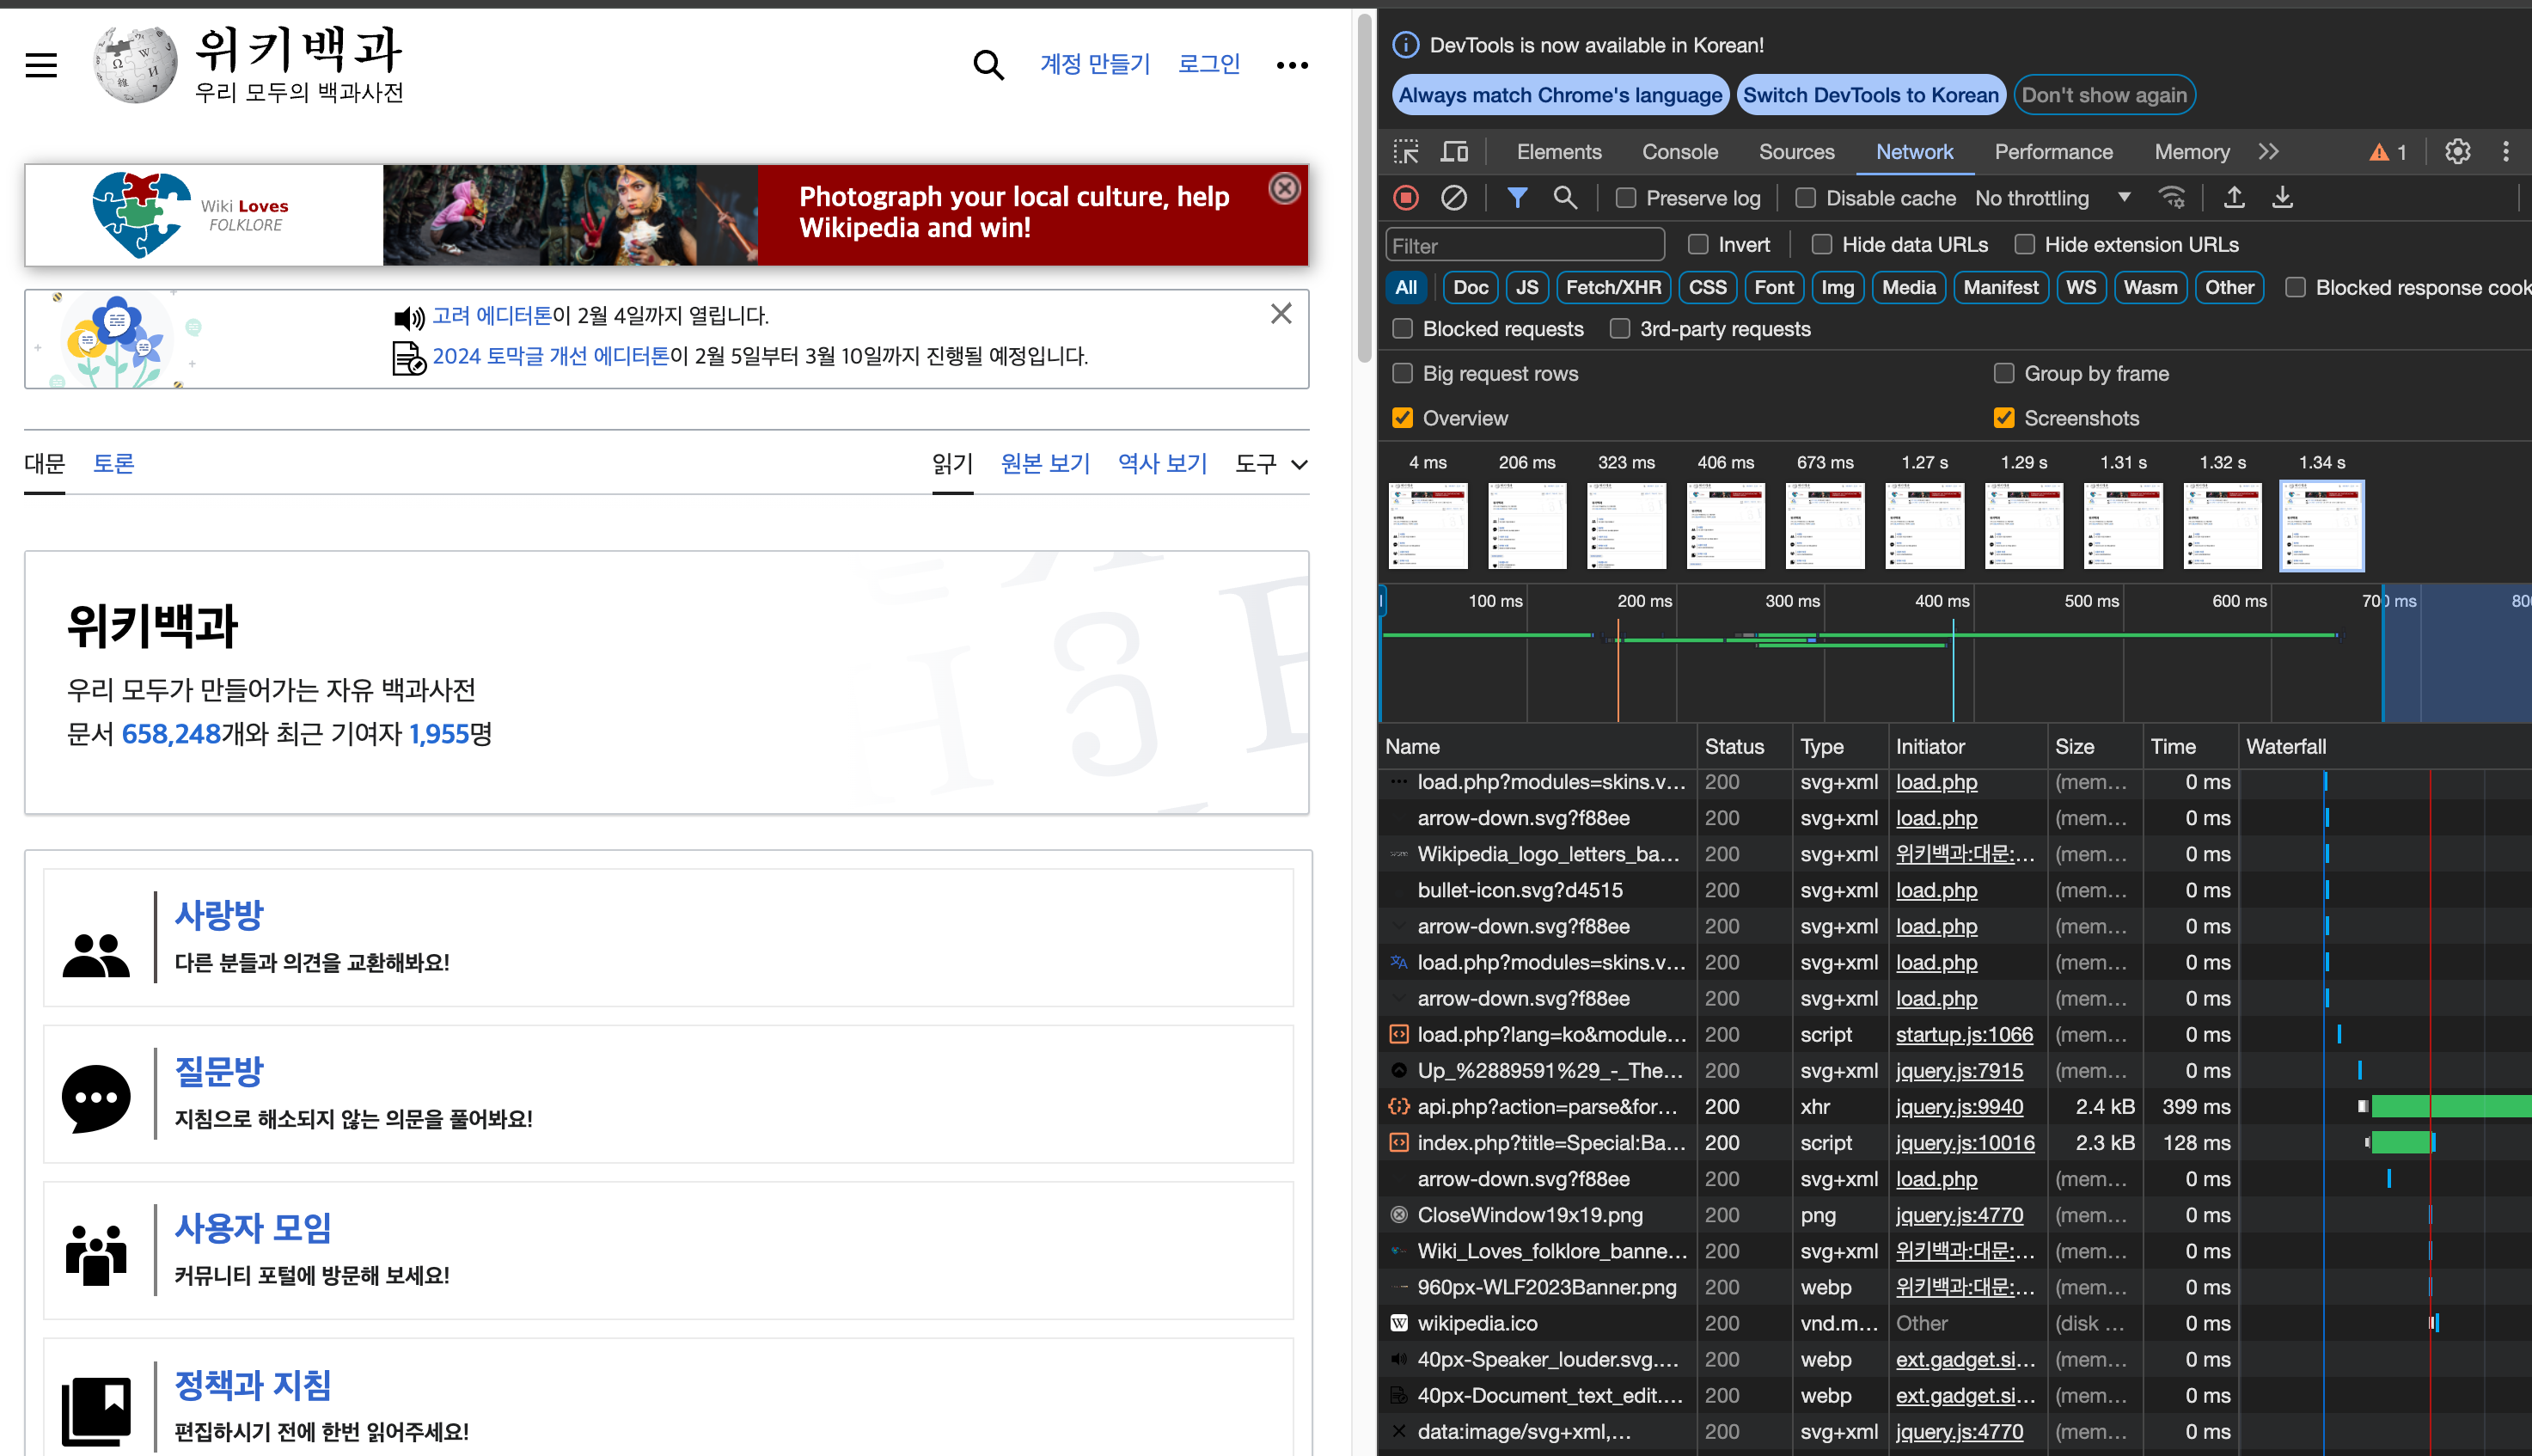 위키백과
우리 모두의 백과사전
계정 만들기 로그인
Wiki Loves
FOLKLORE
Photograph your local culture, help
Wikipedia and win!
고려 에디터톤이 2월 4일까지 열립니다.
2024 토막글 개선 에디터톤이 2월 5일부터 3월 10일까지 진행될 예정입니다.
대문 토론 읽기 원본 보기 역사 보기 도구
위키백과
우리 모두가 만들어가는 자유 백과사전
문서 658,248개와 최근 기여자 1,955명
사랑방
다른 분들과 의견을 교환해봐요!
질문방
지침으로 해소되지 않는 의문을 풀어봐요!
사용자 모임
커뮤니티 포털에 방문해 보세요!
정책과 지침
편집하시기 전에 한번 읽어주세요!
DevTools is now available in Korean!
Always match Chrome's language Switch DevTools to Korean Don't show again
Elements Console Sources Network Performance Memory 1
Preserve log Disable cache No throttling
Filter Invert Hide data URLs Hide extension URLs
All Doc JS Fetch/XHR CSS Font Img Media Manifest WS Wasm Other Blocked response cook
Blocked requests 3rd-party requests
Big request rows Group by frame
Overview Screenshots
4 ms 206 ms 323 ms 406 ms 673 ms 1.27 s 1.29 s 1.31 s 1.32 s 1.34 s
100 ms 200 ms 300 ms 400 ms 500 ms 600 ms 700 ms 80
Name Status Type Initiator Size Time Waterfall
load.php?modules=skins.v… 200 svg+xml load.php (mem… 0 ms
arrow-down.svg?f88ee 200 svg+xml load.php (mem… 0 ms
Wikipedia_logo_letters_ba… 200 svg+xml 위키백과:대문:… (mem… 0 ms
bullet-icon.svg?d4515 200 svg+xml load.php (mem… 0 ms
arrow-down.svg?f88ee 200 svg+xml load.php (mem… 0 ms
load.php?modules=skins.v… 200 svg+xml load.php (mem… 0 ms
arrow-down.svg?f88ee 200 svg+xml load.php (mem… 0 ms
load.php?lang=ko&module… 200 script startup.js:1066 (mem… 0 ms
Up_%2889591%29_-_The… 200 svg+xml jquery.js:7915 (mem… 0 ms
api.php?action=parse&for… 200 xhr jquery.js:9940 2.4 kB 399 ms
index.php?title=Special:Ba… 200 script jquery.js:10016 2.3 kB 128 ms
arrow-down.svg?f88ee 200 svg+xml load.php (mem… 0 ms
CloseWindow19x19.png 200 png jquery.js:4770 (mem… 0 ms
Wiki_Loves_folklore_banne… 200 svg+xml 위키백과:대문:… (mem… 0 ms
960px-WLF2023Banner.png 200 webp 위키백과:대문:… (mem… 0 ms
wikipedia.ico 200 vnd.m… Other (disk … 0 ms
40px-Speaker_louder.svg.… 200 webp ext.gadget.si… (mem… 0 ms
40px-Document_text_edit.… 200 webp ext.gadget.si… (mem… 0 ms
data:image/svg+xml,… 200 svg+xml jquery.js:4770 (mem… 0 ms